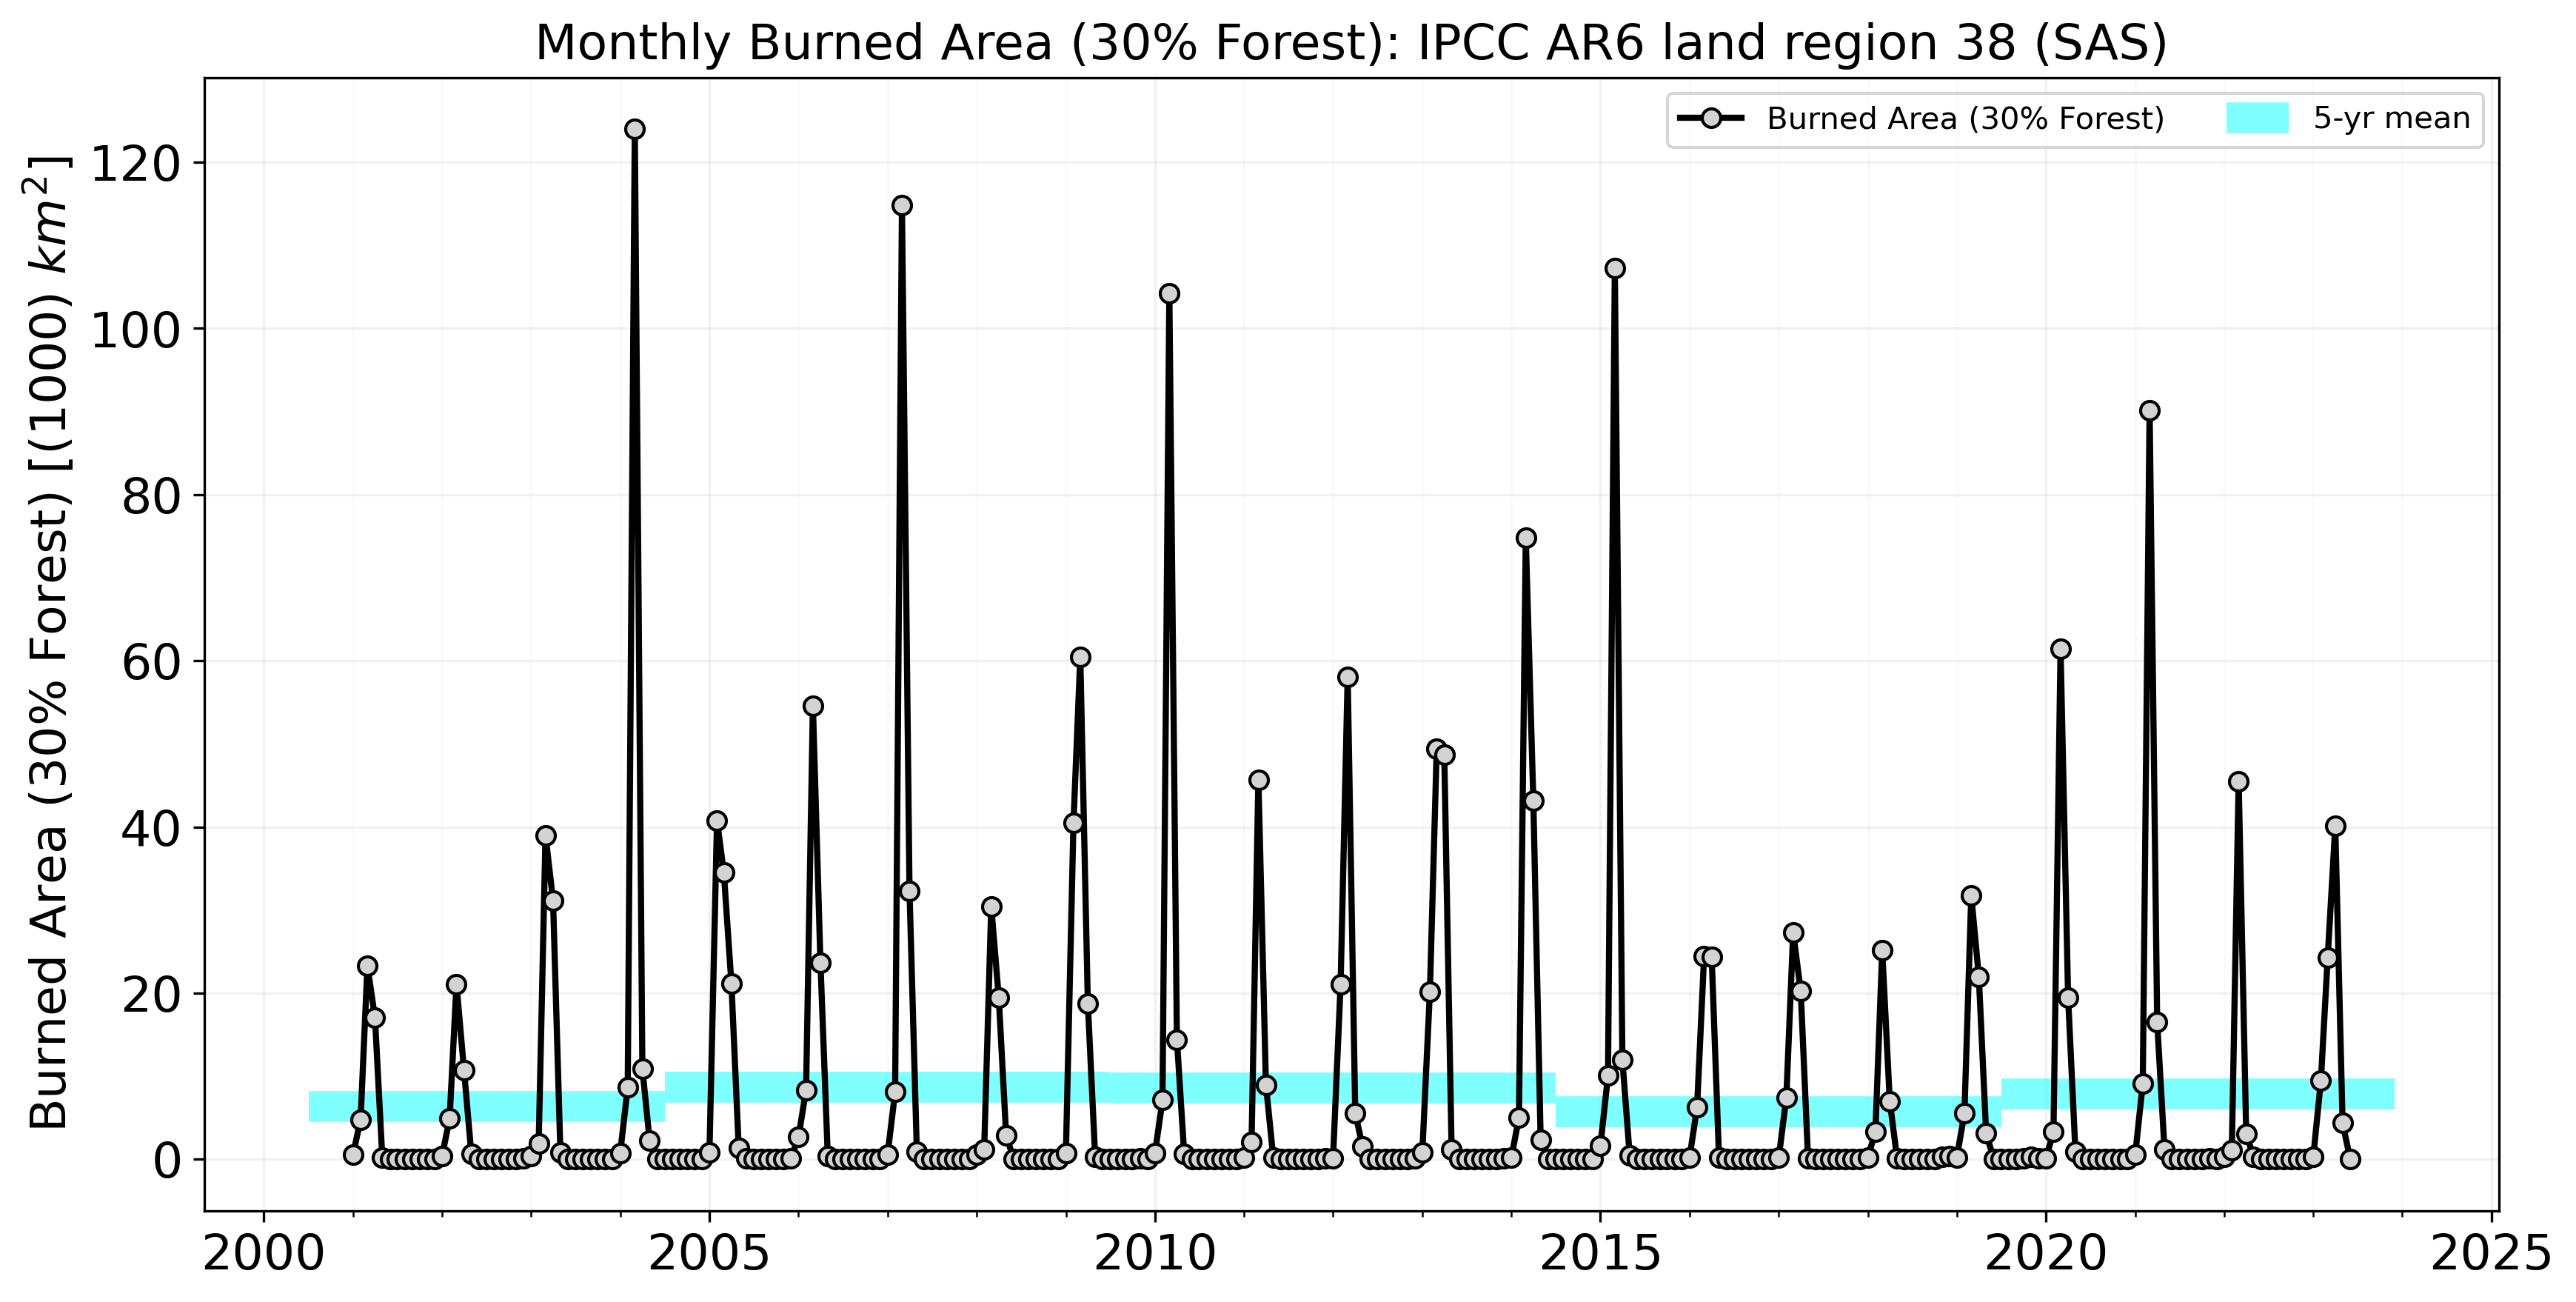 Monthly Burned Area (30% Forest): IPCC AR6 land region 38 (SAS)
Burned Area (30% Forest) [(1000) km²]
Burned Area (30% Forest)
5-yr mean
120
100
80
60
40
20
0
2000 2005 2010 2015 2020 2025